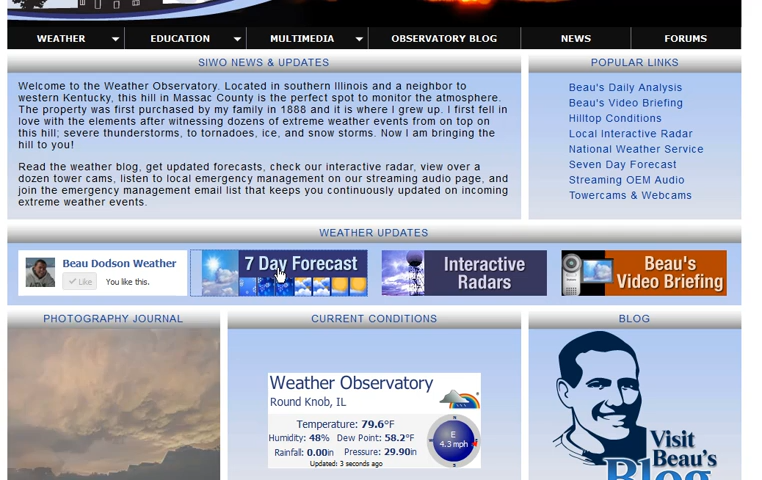 WEATHER
EDUCATION
MULTIMEDIA
OBSERVATORY BLOG
NEWS
FORUMS
SIWO NEWS & UPDATES
Welcome to the Weather Observatory. Located in southern Illinois and a neighbor to
western Kentucky, this hill in Massac County is the perfect spot to monitor the atmosphere.
The property was first purchased by my family in 1888 and it is where I grew up. I first fell in
love with the elements after witnessing dozens of extreme weather events from on top on
this hill; severe thunderstorms, to tornadoes, ice, and snow storms. Now I am bringing the
hill to you!
Read the weather blog, get updated forecasts, check our interactive radar, view over a
dozen tower cams, listen to local emergency management on our streaming audio page, and
join the emergency management email list that keeps you continuously updated on incoming
extreme weather events.
POPULAR LINKS
Beau's Daily Analysis
Beau's Video Briefing
Hilltop Conditions
Local Interactive Radar
National Weather Service
Seven Day Forecast
Streaming OEM Audio
Towercams & Webcams
WEATHER UPDATES
Beau Dodson Weather
Like You like this.
7 Day Forecast
Interactive
Radars
Beau's
Video Briefing
PHOTOGRAPHY JOURNAL
CURRENT CONDITIONS
Weather Observatory
Round Knob, IL
Temperature: 79.6°F
Humidity: 48% Dew Point: 58.2°F
Rainfall: 0.00in Pressure: 29.90in
Updated: 3 seconds ago
E
4.3 mph
BLOG
Visit
Beau's
Blog